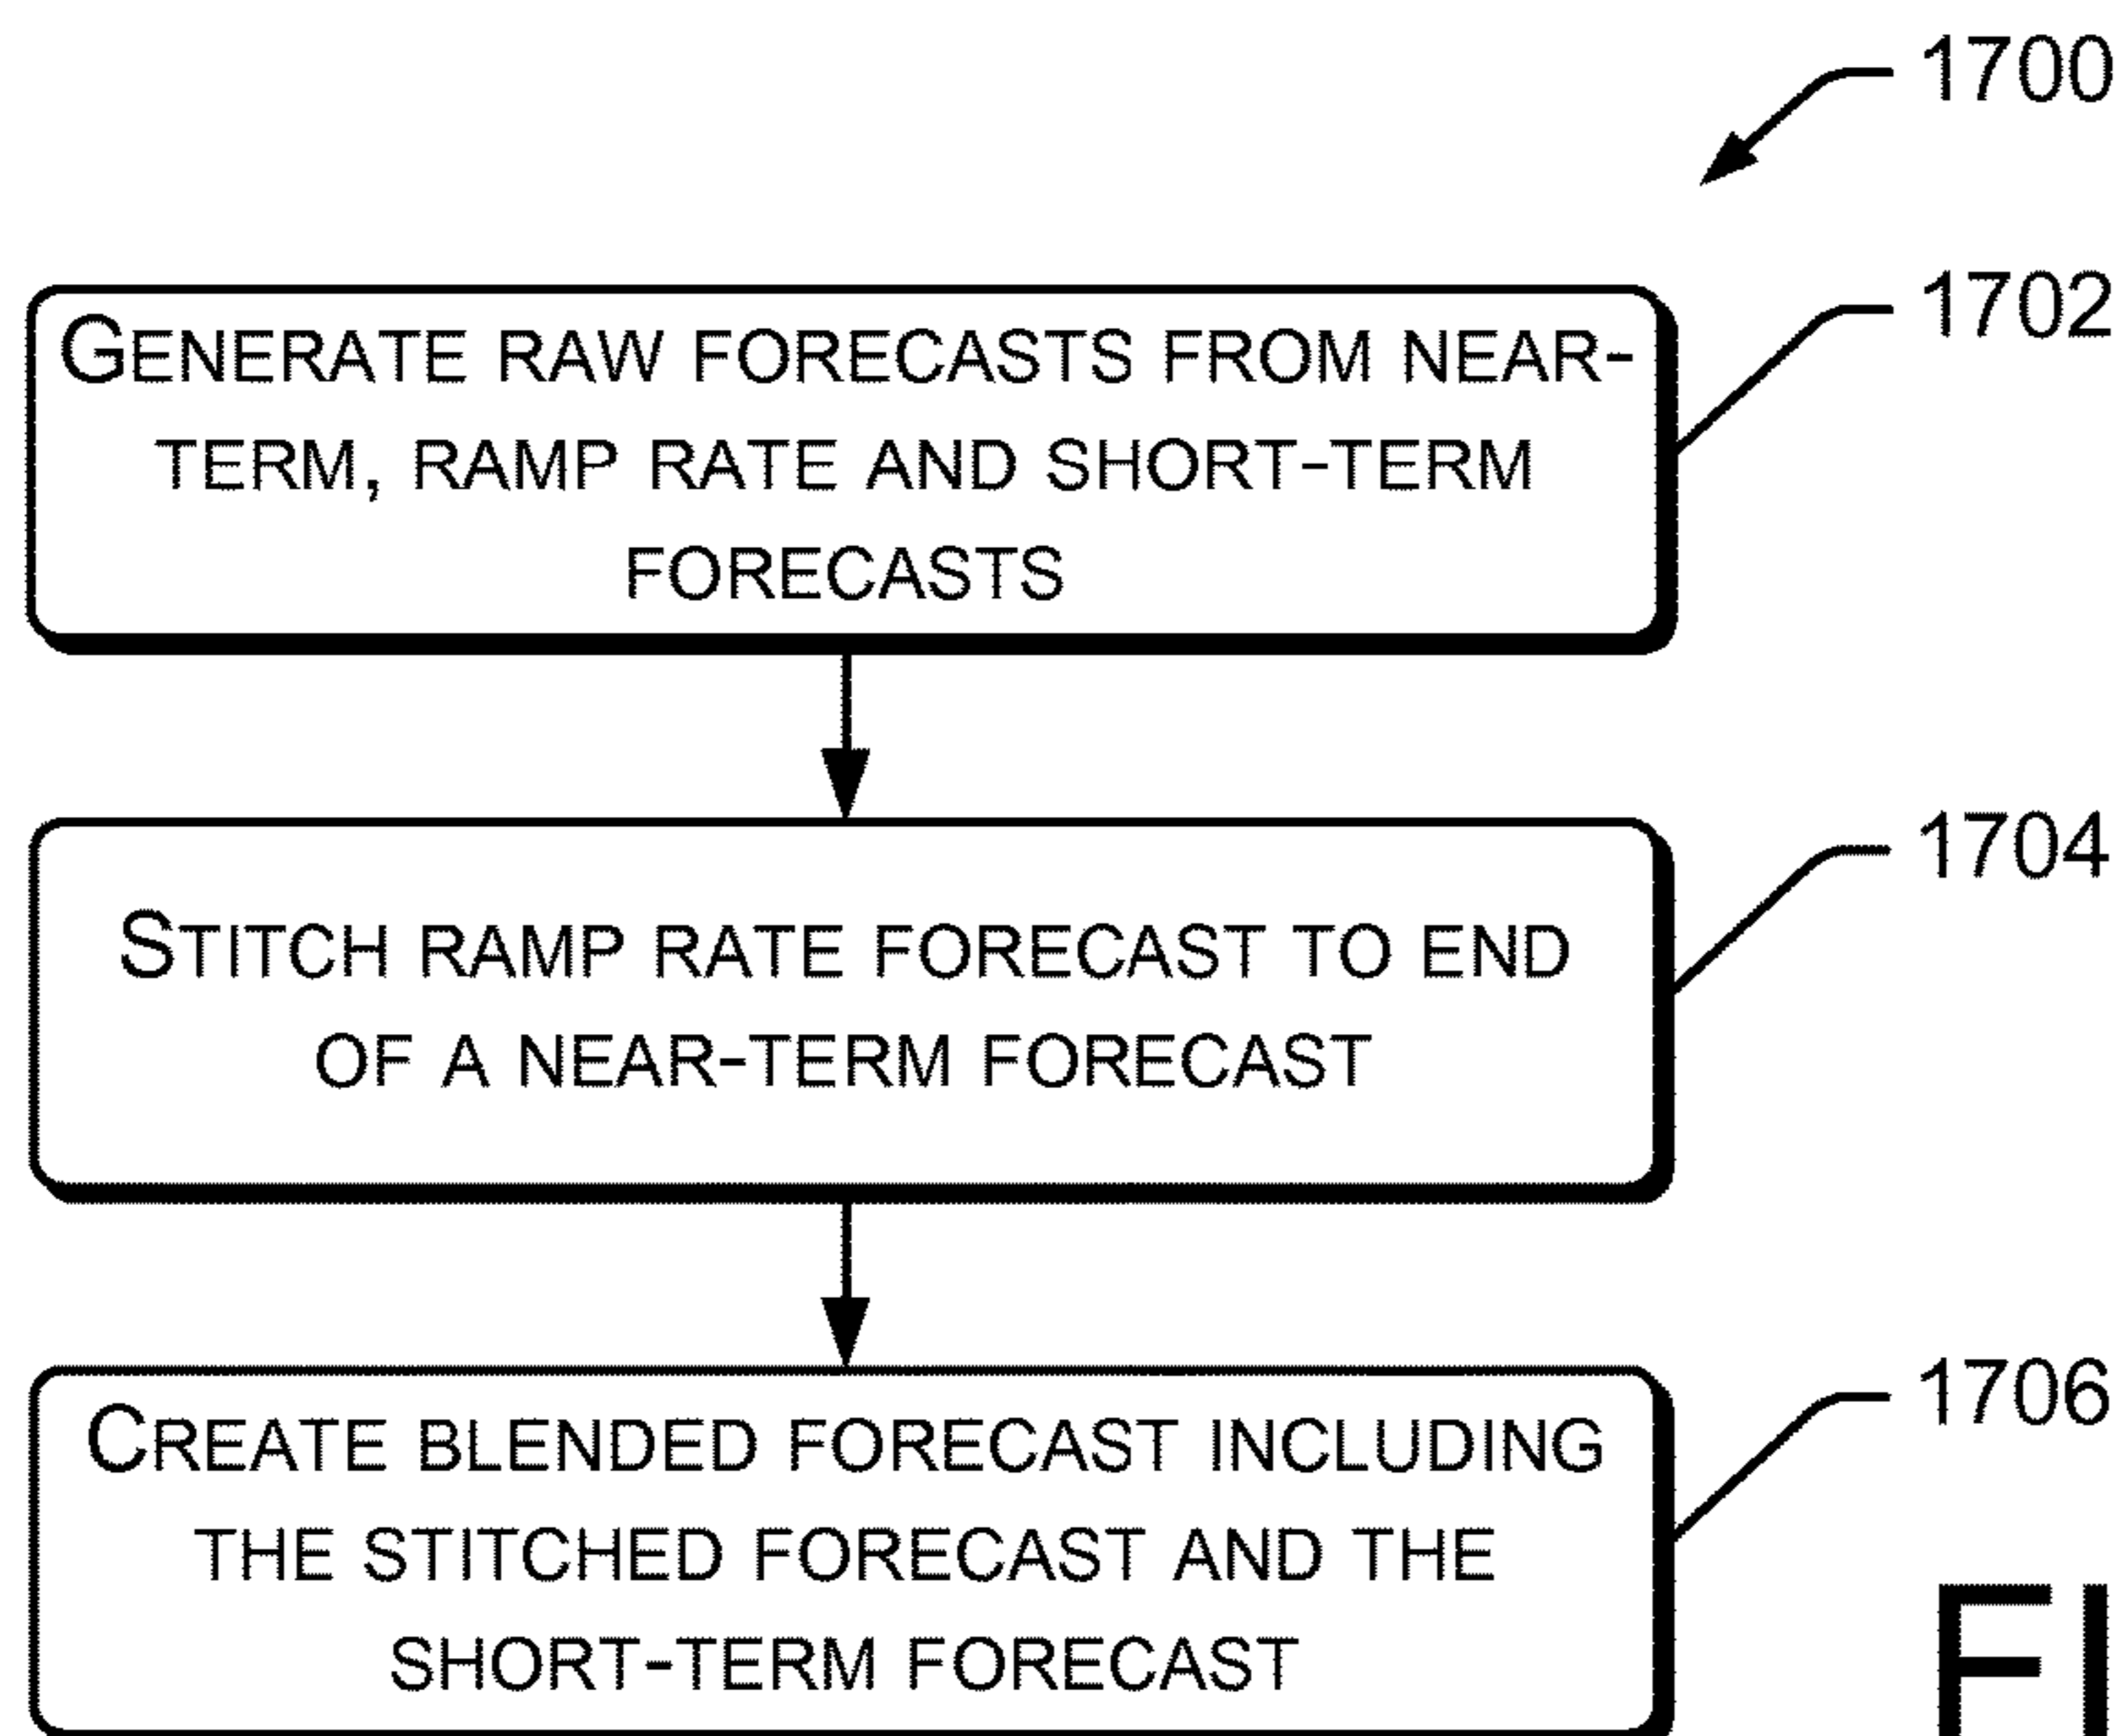 1700
1702
GENERATE RAW FORECASTS FROM NEAR-
TERM, RAMP RATE AND SHORT-TERM
FORECASTS
1704
STITCH RAMP RATE FORECAST TO END
OF A NEAR-TERM FORECAST
1706
CREATE BLENDED FORECAST INCLUDING
THE STITCHED FORECAST AND THE
SHORT-TERM FORECAST